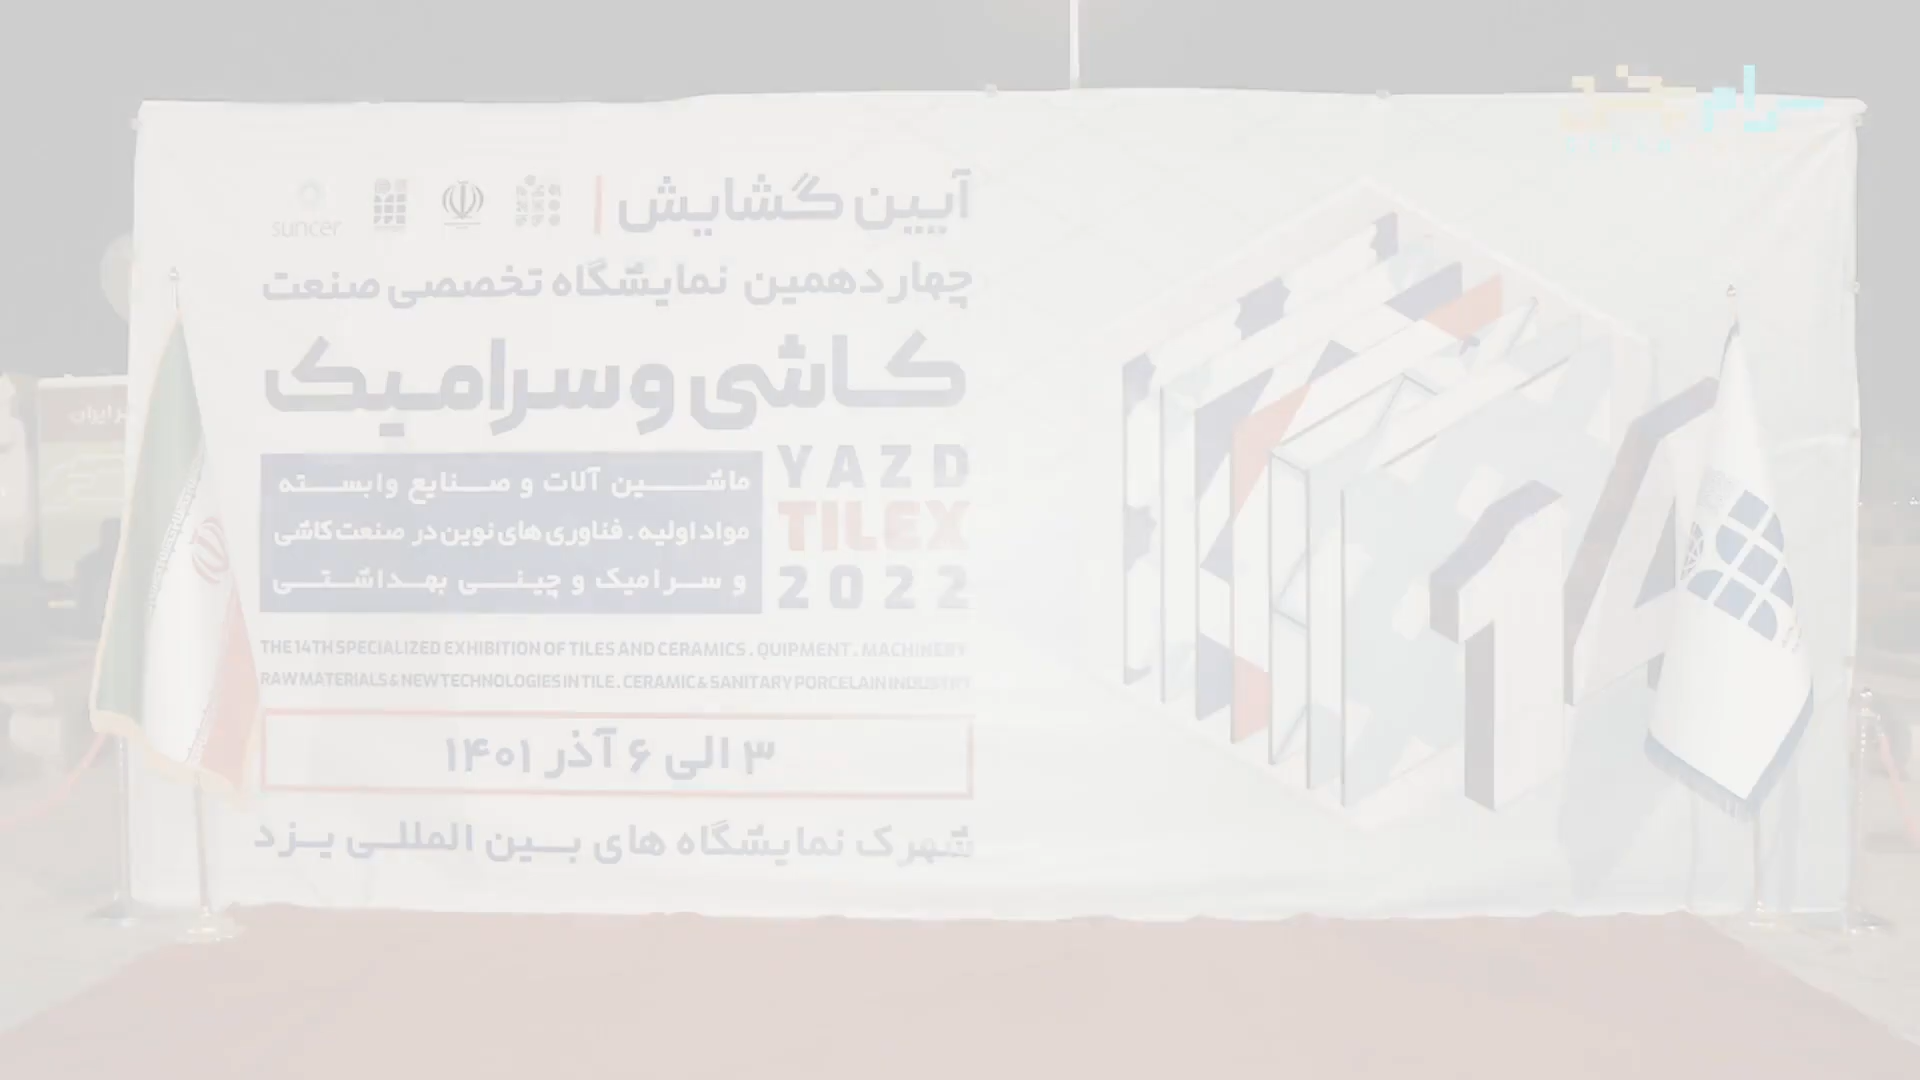 سرام
suncer
آیین گشایش
چهاردهمین نمایشگاه تخصصی صنعت
کاشی و سرامیک
YAZD
TILEX
2022
ماشین آلات و صنایع وابسته
مواد اولیه . فناوری های نوین در صنعت کاشی
و سرامیک و چینی بهداشتی
THE 14TH SPECIALIZED EXHIBITION OF TILES AND CERAMICS . QUIPMENT . MACHINERY
RAW MATERIALS & NEW TECHNOLOGIES IN TILE . CERAMIC & SANITARY PORCELAIN INDUSTRY
۳ الی ۶ آذر ۱۴۰۱
شهرک نمایشگاه های بین المللی یزد
14
ایران